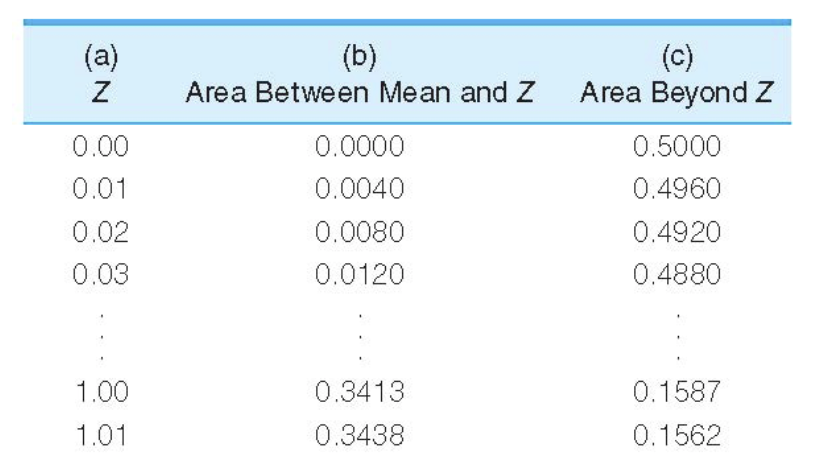 (a) (b) (c)
Z Area Between Mean and Z Area Beyond Z
0.00 0.0000 0.5000
0.01 0.0040 0.4960
0.02 0.0080 0.4920
0.03 0.0120 0.4880
. . .
. . .
. . .
1.00 0.3413 0.1587
1.01 0.3438 0.1562